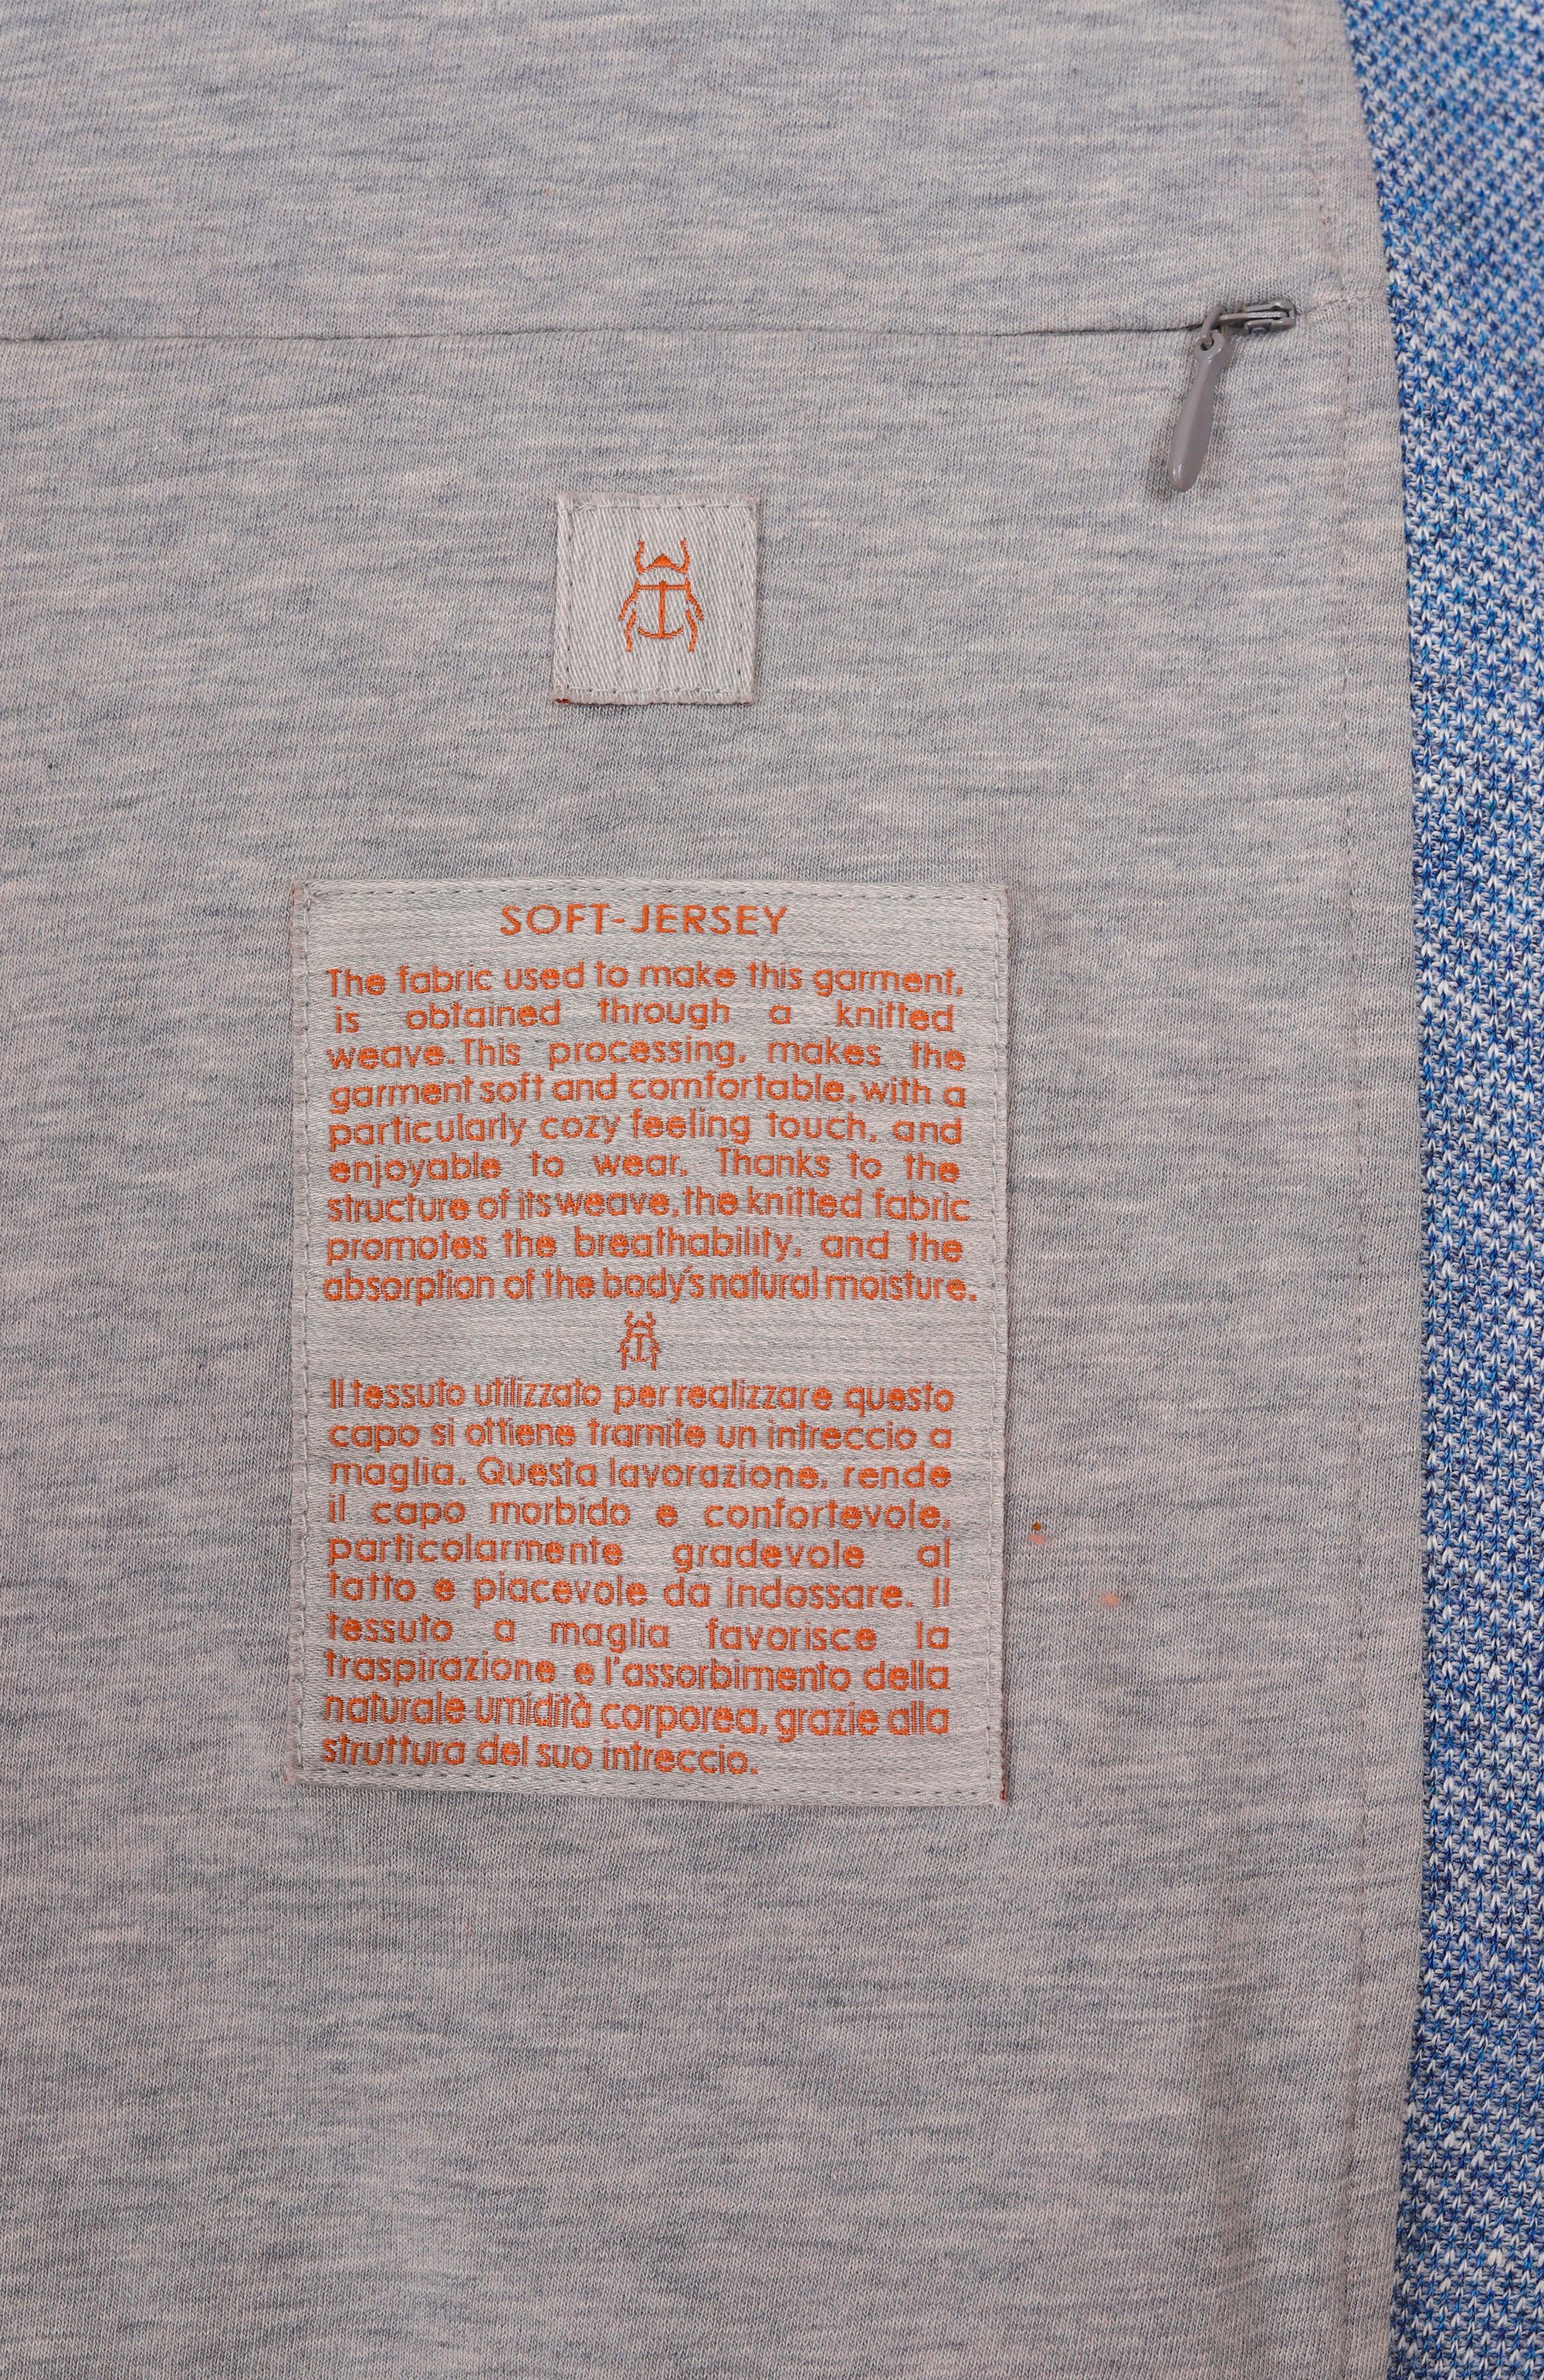 SOFT-JERSEY
The fabric used to make this garment,
is obtained through a knitted
weave. This processing, makes the
garment soft and comfortable, with a
particularly cozy feeling touch, and
enjoyable to wear. Thanks to the
structure of its weave, the knitted fabric
promotes the breathability, and the
absorption of the body's natural moisture.
Il tessuto utilizzato per realizzare questo
capo si ottiene tramite un intreccio a
maglia. Questa lavorazione, rende
il capo morbido e confortevole,
particolarmente gradevole al
tatto e piacevole da indossare. Il
tessuto a maglia favorisce la
traspirazione e l'assorbimento della
naturale umidità corporea, grazie alla
struttura del suo intreccio.